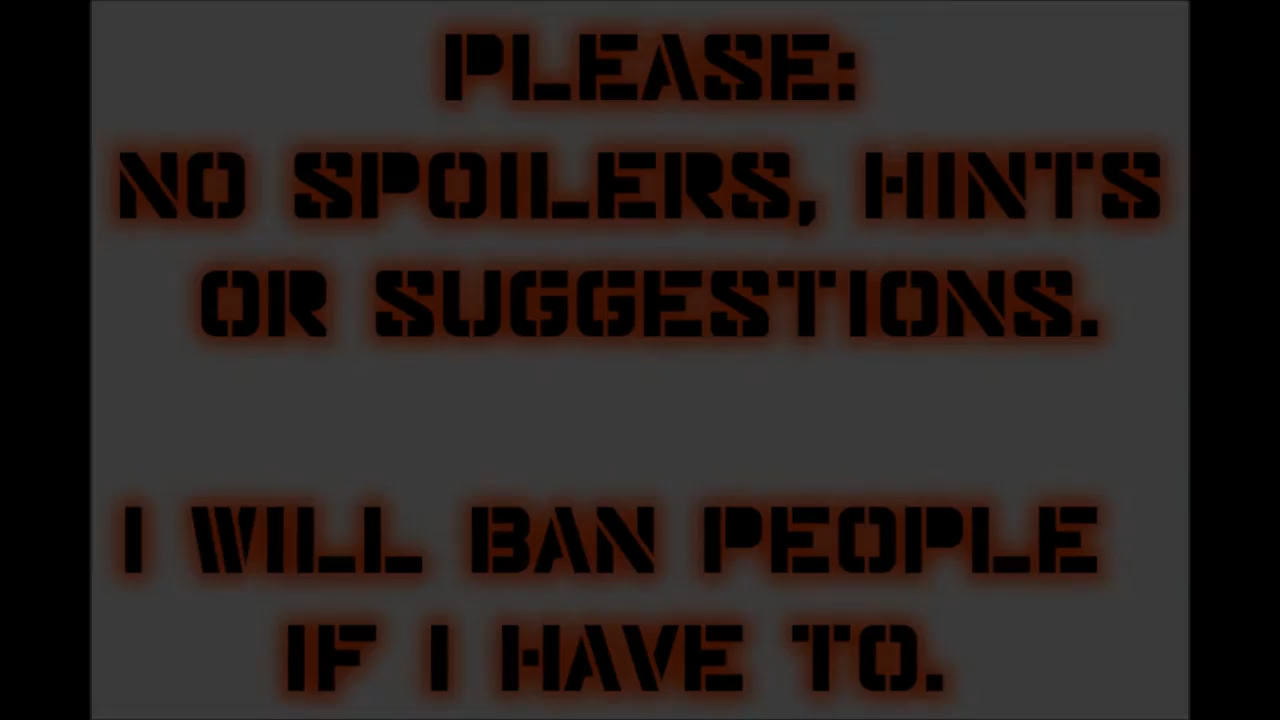 PLEASE:
NO SPOILERS, HINTS
OR SUGGESTIONS.
I WILL BAN PEOPLE
IF I HAVE TO.